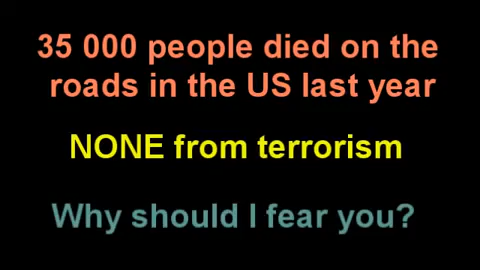 35 000 people died on the
roads in the US last year
NONE from terrorism
Why should I fear you?